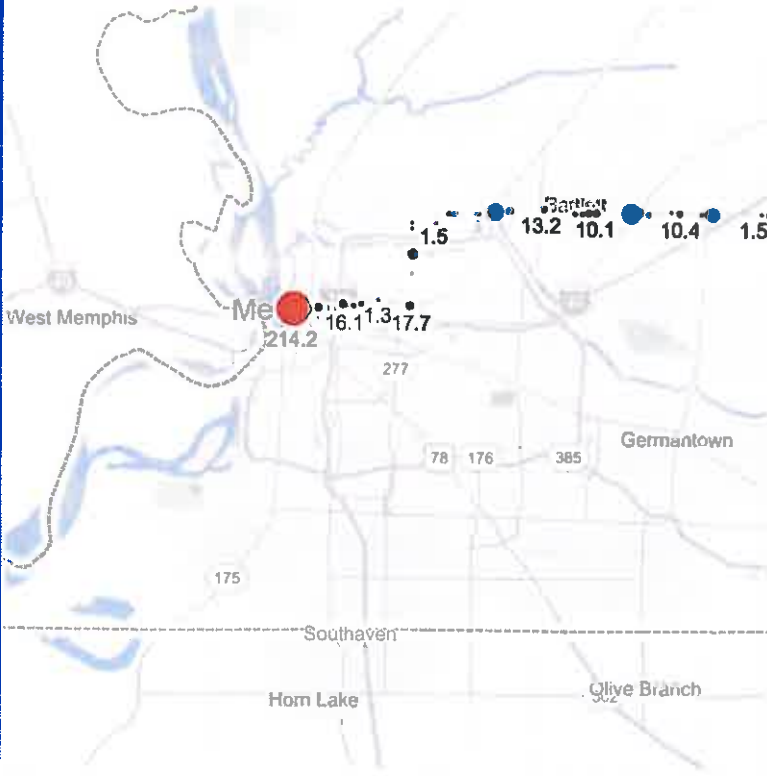 Bartlett
1.5
13.2
10.1
10.4
1.5
West Memphis
Me
16.1
1.3
17.7
214.2
277
Germantown
78
176
385
175
Southaven
Horn Lake
Olive Branch